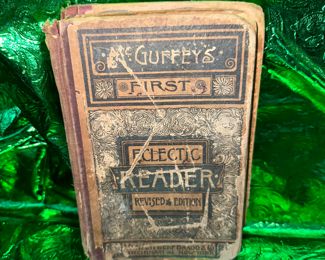 McGUFFEY'S
FIRST
ECLECTIC
READER
REVISED EDITION